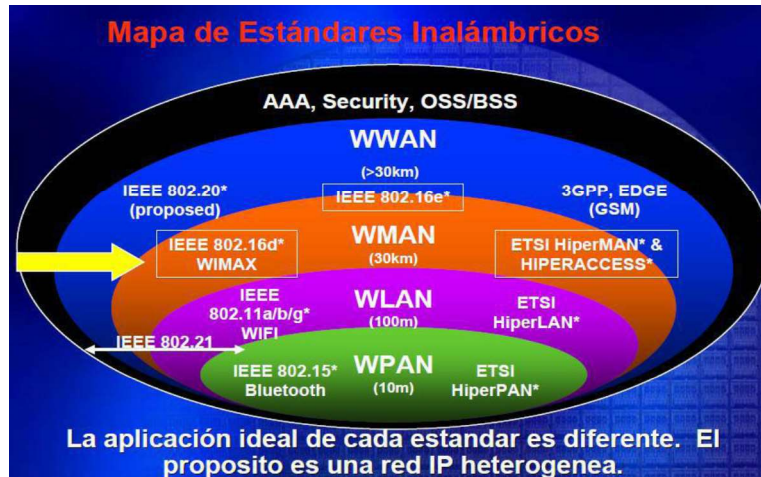 Mapa de Estándares Inalámbricos
AAA, Security, OSS/BSS
WWAN
(>30km)
IEEE 802.20*
(proposed)
IEEE 802.16e*
3GPP, EDGE
(GSM)
WMAN
(30km)
IEEE 802.16d*
WIMAX
ETSI HiperMAN* &
HIPERACCESS*
WLAN
(100m)
IEEE
802.11a/b/g*
WIFI
ETSI
HiperLAN*
IEEE 802.21
WPAN
(10m)
IEEE 802.15*
Bluetooth
ETSI
HiperPAN*
La aplicación ideal de cada estandar es diferente. El
proposito es una red IP heterogenea.